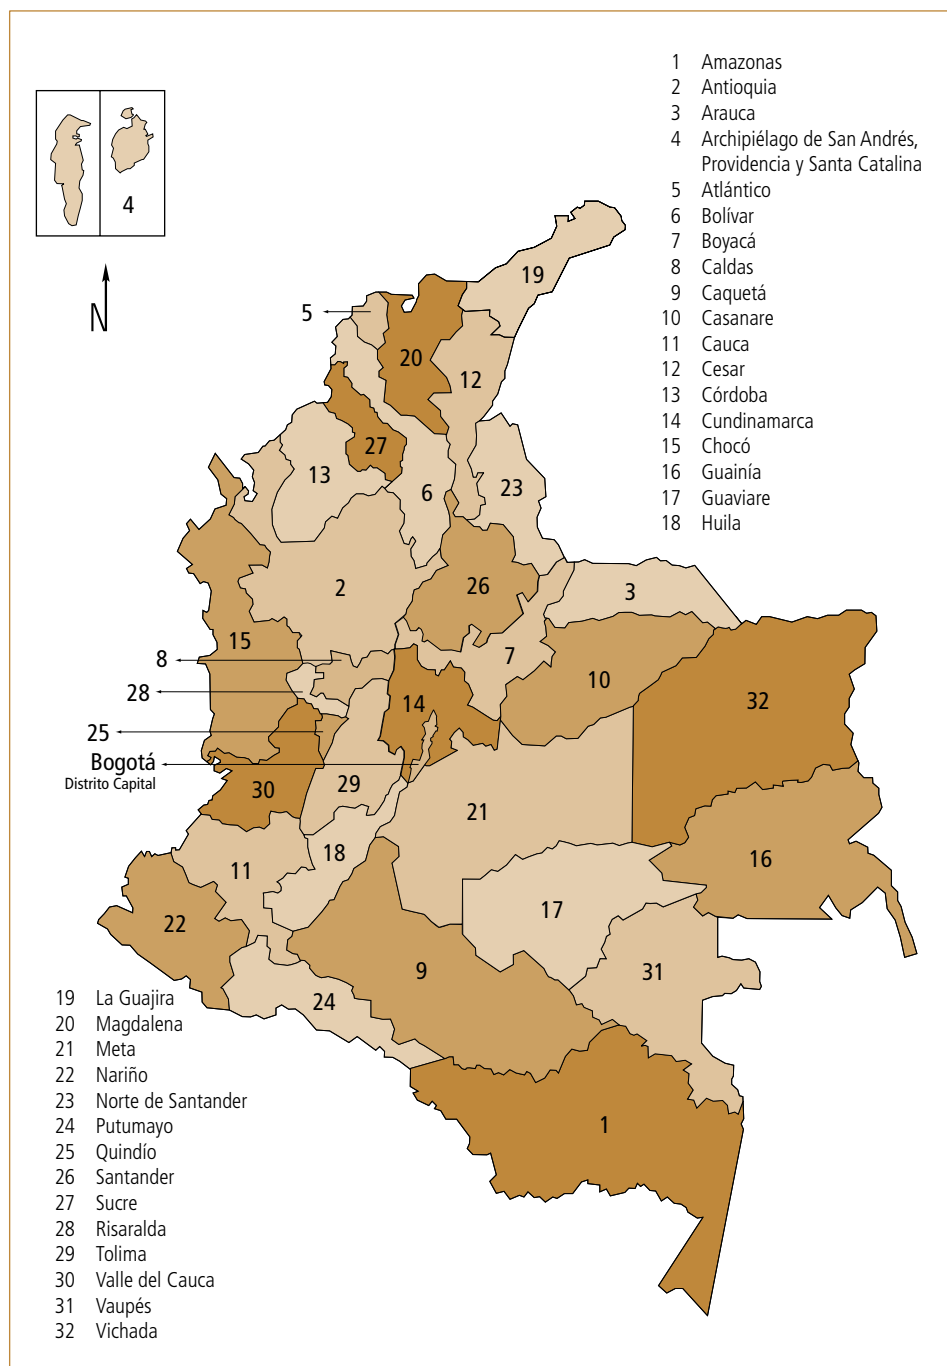 1 Amazonas
2 Antioquia
3 Arauca
4 Archipiélago de San Andrés,
Providencia y Santa Catalina
5 Atlántico
6 Bolívar
7 Boyacá
8 Caldas
9 Caquetá
10 Casanare
11 Cauca
12 Cesar
13 Córdoba
14 Cundinamarca
15 Chocó
16 Guainía
17 Guaviare
18 Huila
4
N
19
5
20
12
27
13
6
23
2
26
3
15
7
8
10
28
14
32
25
Bogotá
Distrito Capital
29
30
21
18
11
16
17
22
9
31
24
1
19 La Guajira
20 Magdalena
21 Meta
22 Nariño
23 Norte de Santander
24 Putumayo
25 Quindío
26 Santander
27 Sucre
28 Risaralda
29 Tolima
30 Valle del Cauca
31 Vaupés
32 Vichada